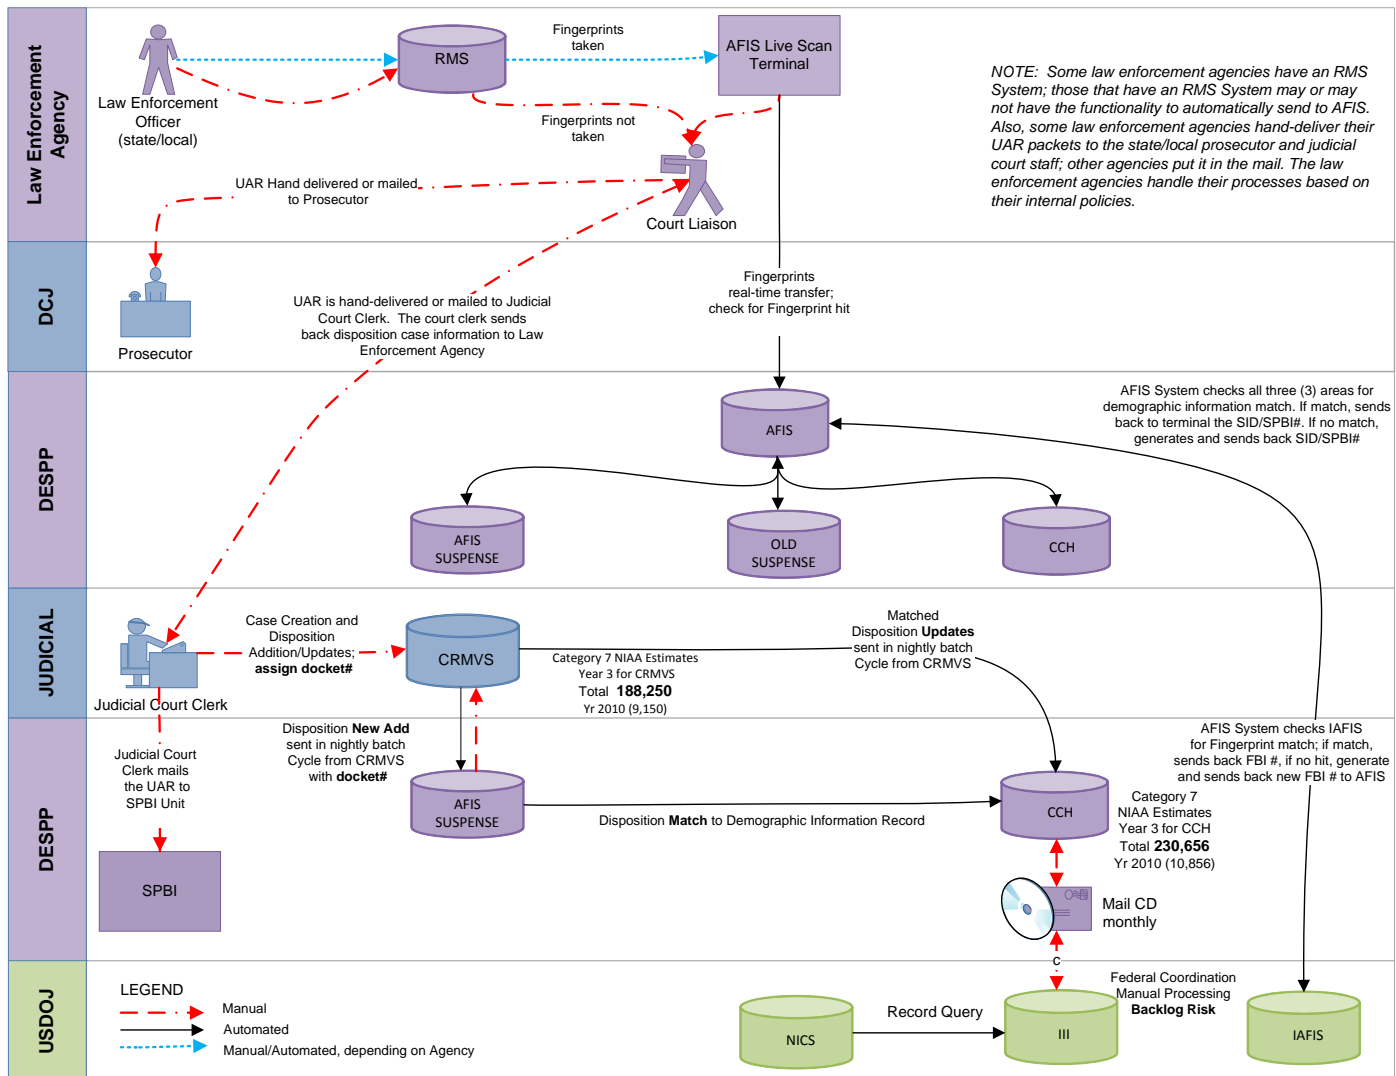 Law Enforcement
Agency
Law Enforcement
Officer
(state/local)
RMS
Fingerprints
taken
AFIS Live Scan
Terminal
Fingerprints not
taken
UAR Hand delivered or mailed
to Prosecutor
Court Liaison
NOTE: Some law enforcement agencies have an RMS
System; those that have an RMS System may or may
not have the functionality to automatically send to AFIS.
Also, some law enforcement agencies hand-deliver their
UAR packets to the state/local prosecutor and judicial
court staff; other agencies put it in the mail. The law
enforcement agencies handle their processes based on
their internal policies.
DCJ
Prosecutor
UAR is hand-delivered or mailed to Judicial
Court Clerk. The court clerk sends
back disposition case information to Law
Enforcement Agency
Fingerprints
real-time transfer;
check for Fingerprint hit
DESPP
AFIS
AFIS System checks all three (3) areas for
demographic information match. If match, sends
back to terminal the SID/SPBI#. If no match,
generates and sends back SID/SPBI#
AFIS
SUSPENSE
OLD
SUSPENSE
CCH
JUDICIAL
Judicial Court Clerk
Case Creation and
Disposition
Addition/Updates;
assign docket#
CRMVS
Category 7 NIAA Estimates
Year 3 for CRMVS
Total 188,250
Yr 2010 (9,150)
Matched
Disposition Updates
sent in nightly batch
Cycle from CRMVS
DESPP
Judicial Court
Clerk mails
the UAR to
SPBI Unit
SPBI
Disposition New Add
sent in nightly batch
Cycle from CRMVS
with docket#
AFIS
SUSPENSE
Disposition Match to Demographic Information Record
CCH
Category 7
NIAA Estimates
Year 3 for CCH
Total 230,656
Yr 2010 (10,856)
AFIS System checks IAFIS
for Fingerprint match; if match,
sends back FBI #, if no hit, generate
and sends back new FBI # to AFIS
Mail CD
monthly
USDOJ
LEGEND
Manual
Automated
Manual/Automated, depending on Agency
NICS
Record Query
c
III
Federal Coordination
Manual Processing
Backlog Risk
IAFIS